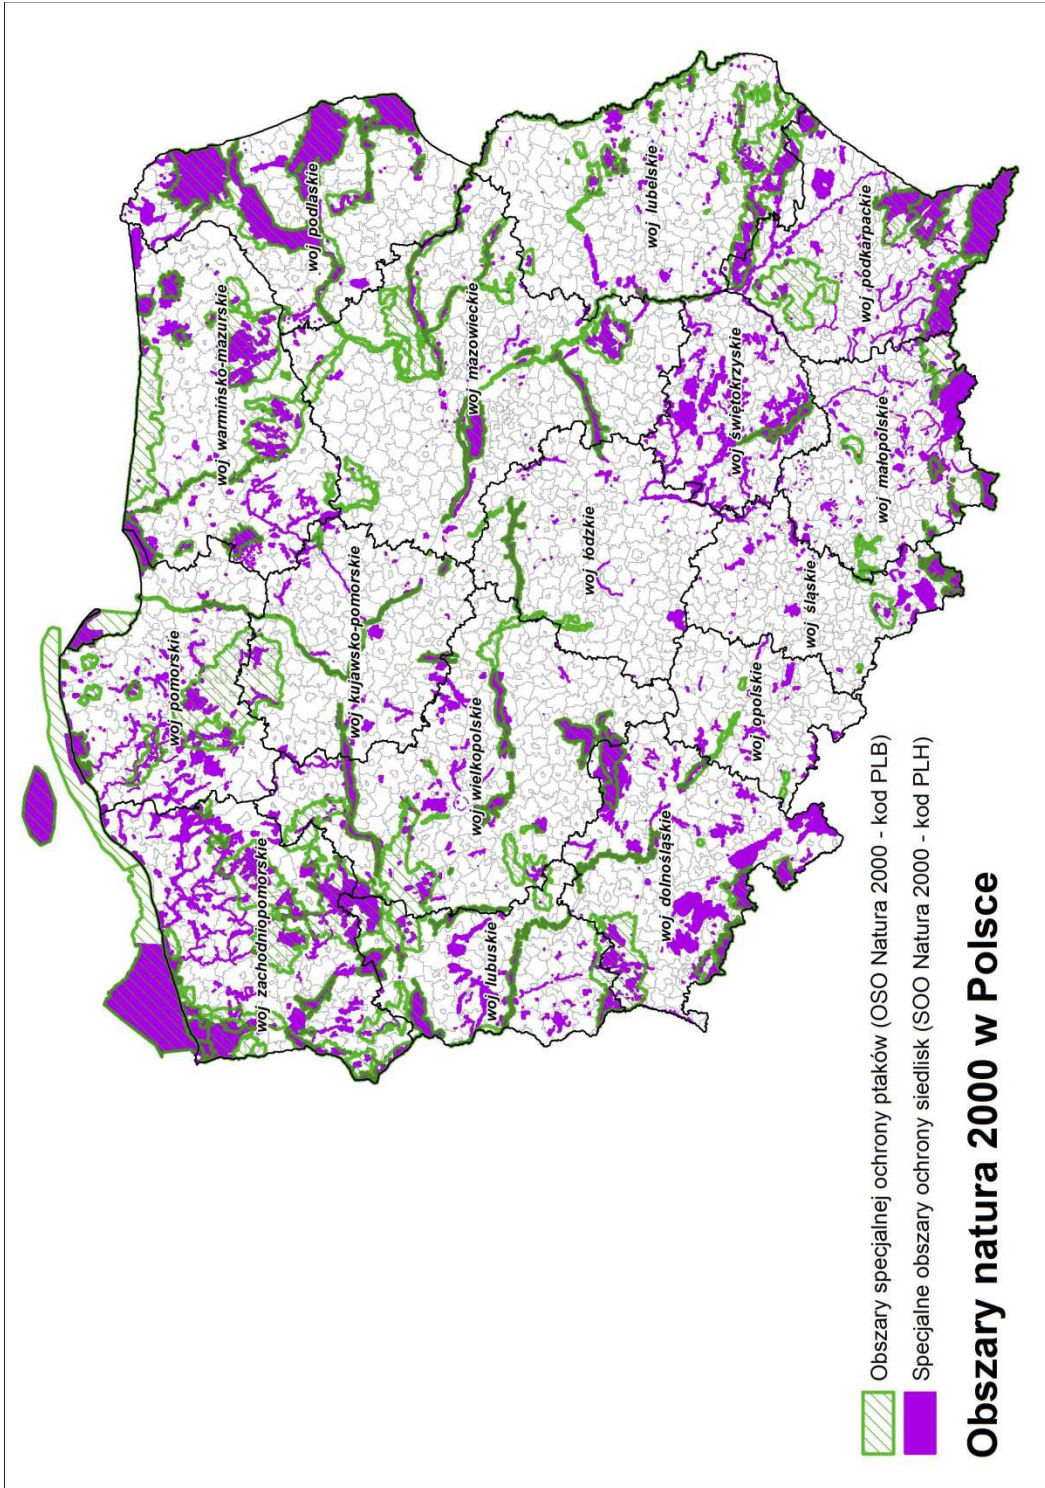 woj pomorskie
woj warmińsko-mazurskie
woj zachodniopomorskie
woj podlaskie
woj kujawsko-pomorskie
woj mazowieckie
woj wielkopolskie
woj lubuskie
woj łódzkie
woj lubelskie
woj dolnośląskie
woj opolskie
woj świętokrzyskie
woj śląskie
woj małopolskie
woj podkarpackie
Obszary specjalnej ochrony ptaków (OSO Natura 2000 - kod PLB)
Specjalne obszary ochrony siedlisk (SOO Natura 2000 - kod PLH)
Obszary natura 2000 w Polsce